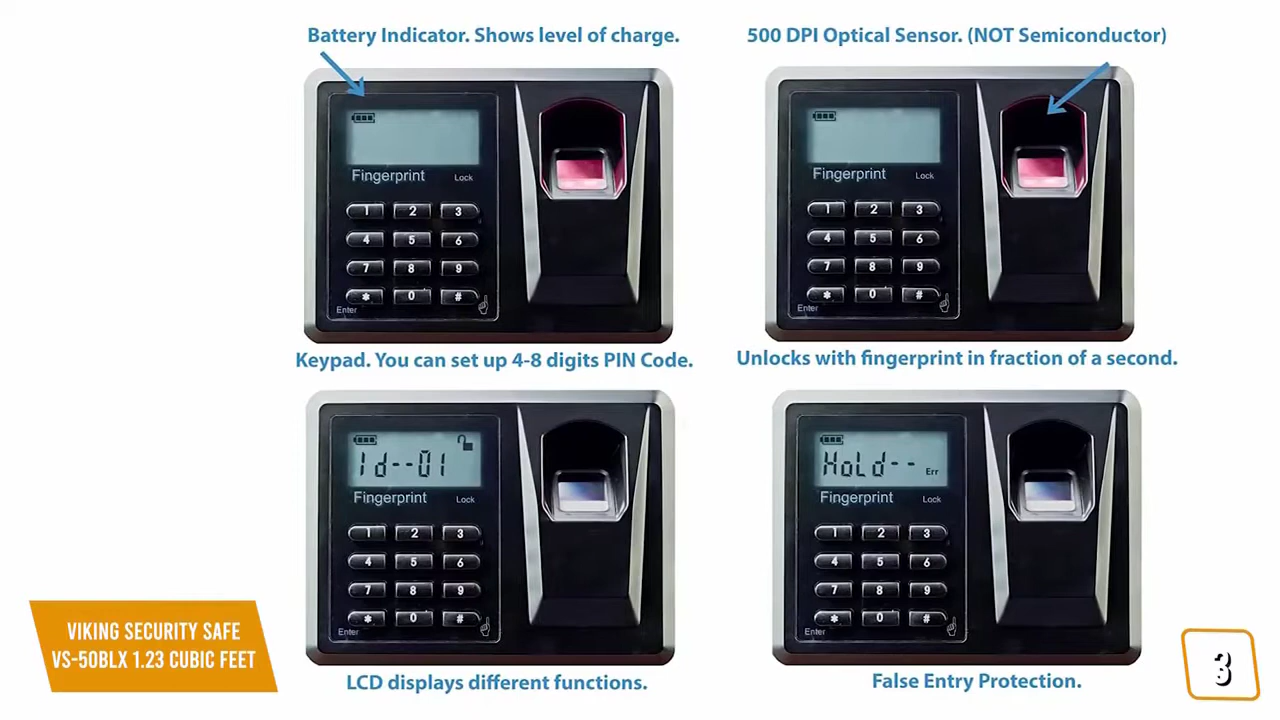 Battery Indicator. Shows level of charge.
500 DPI Optical Sensor. (NOT Semiconductor)
Fingerprint Lock
1 2 3
4 5 6
7 8 9
* 0 #
Enter
Fingerprint Lock
1 2 3
4 5 6
7 8 9
* 0 #
Enter
Keypad. You can set up 4-8 digits PIN Code.
Unlocks with fingerprint in fraction of a second.
Id--01
Fingerprint Lock
1 2 3
4 5 6
7 8 9
* 0 #
Enter
HoLd-- Err
Fingerprint Lock
1 2 3
4 5 6
7 8 9
* 0 #
Enter
LCD displays different functions.
False Entry Protection.
VIKING SECURITY SAFE
VS-50BLX 1.23 CUBIC FEET
3